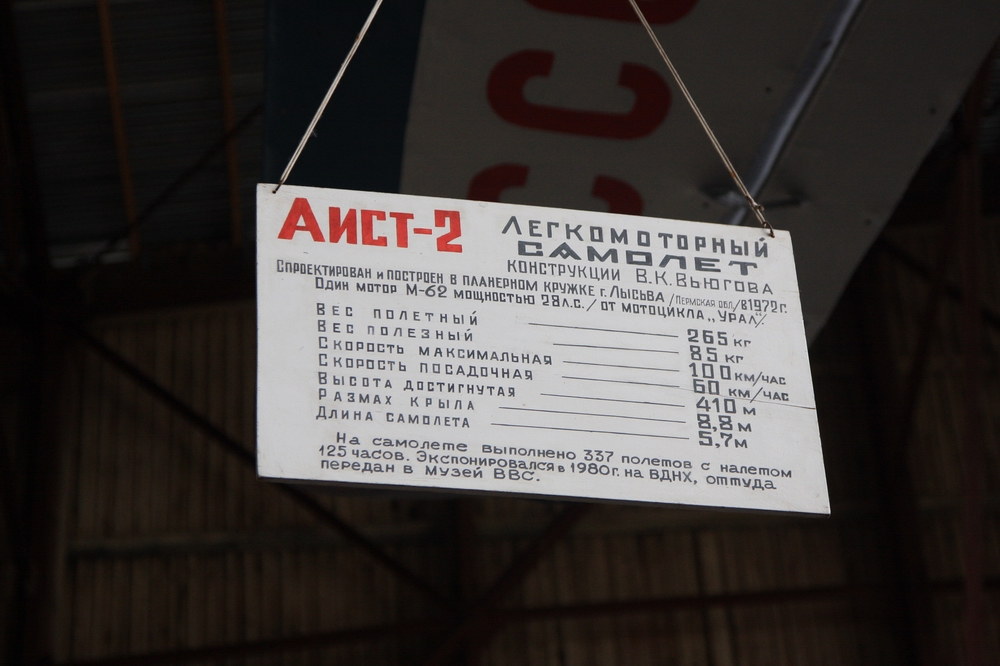 СС
АИСТ-2
ЛЕГКОМОТОРНЫЙ
САМОЛЕТ
КОНСТРУКЦИИ В.К.ВЬЮГОВА
СПРОЕКТИРОВАН И ПОСТРОЕН В ПЛАНЕРНОМ КРУЖКЕ Г. ЛЫСЬВА /ПЕРМСКАЯ ОБЛ/ В 1972г.
ОДИН МОТОР М-62 МОЩНОСТЬЮ 28Л.С./ОТ МОТОЦИКЛА „УРАЛ"/.
ВЕС ПОЛЕТНЫЙ 265 кг
ВЕС ПОЛЕЗНЫЙ 85 кг
СКОРОСТЬ МАКСИМАЛЬНАЯ 100 км/час
СКОРОСТЬ ПОСАДОЧНАЯ 60 км/час
ВЫСОТА ДОСТИГНУТАЯ 410 м
РАЗМАХ КРЫЛА 8,8 м
ДЛИНА САМОЛЕТА 5,7 м
На самолете выполнено 337 полетов с налетом
125 часов. Экспонировался в 1980г. на ВДНХ, оттуда
передан в Музей ВВС.